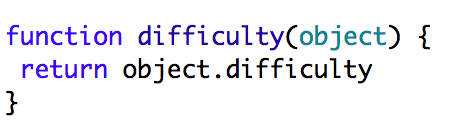 function difficulty(object) {
 return object.difficulty
}